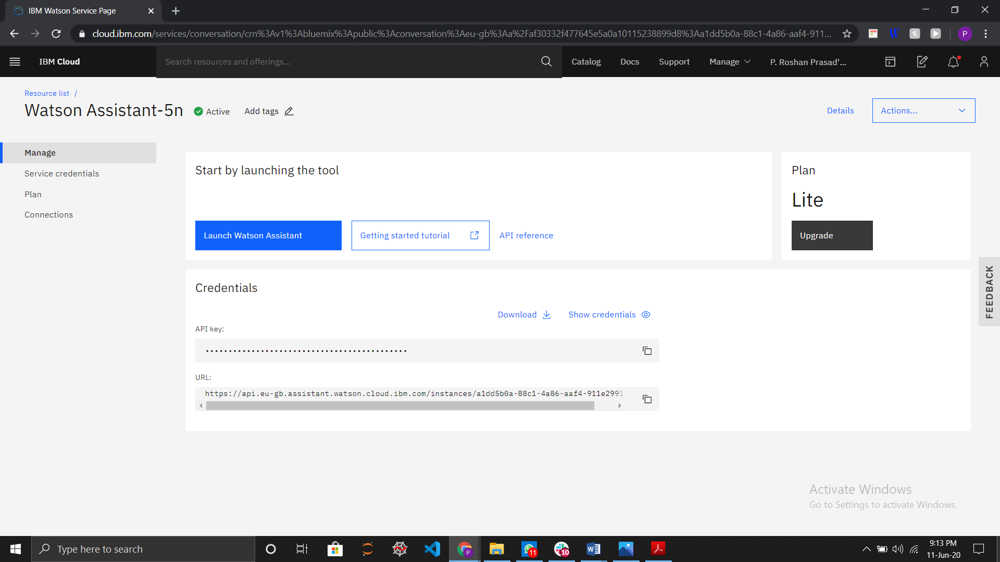 IBM Watson Service Page
cloud.ibm.com/services/conversation/crn%3Av1%3Abluemix%3Apublic%3Aconversation%3Aeu-gb%3Aa%2Faf30332f477645e5a0a10115238899d8%3Aa1dd5b0a-88c1-4a86-aaf4-911...
P
IBM Cloud
Search resources and offerings...
Catalog
Docs
Support
Manage
P. Roshan Prasad'...
Resource list /
Watson Assistant-5n
Active
Add tags
Details
Actions...
Manage
Service credentials
Plan
Connections
Start by launching the tool
Launch Watson Assistant
Getting started tutorial
API reference
Plan
Lite
Upgrade
FEEDBACK
Credentials
Download
Show credentials
API key:
••••••••••••••••••••••••••••••••••••••••••••
URL:
https://api.eu-gb.assistant.watson.cloud.ibm.com/instances/a1dd5b0a-88c1-4a86-aaf4-911e2991
Activate Windows
Go to Settings to activate Windows.
Type here to search
P
11
10
9:13 PM
11-Jun-20